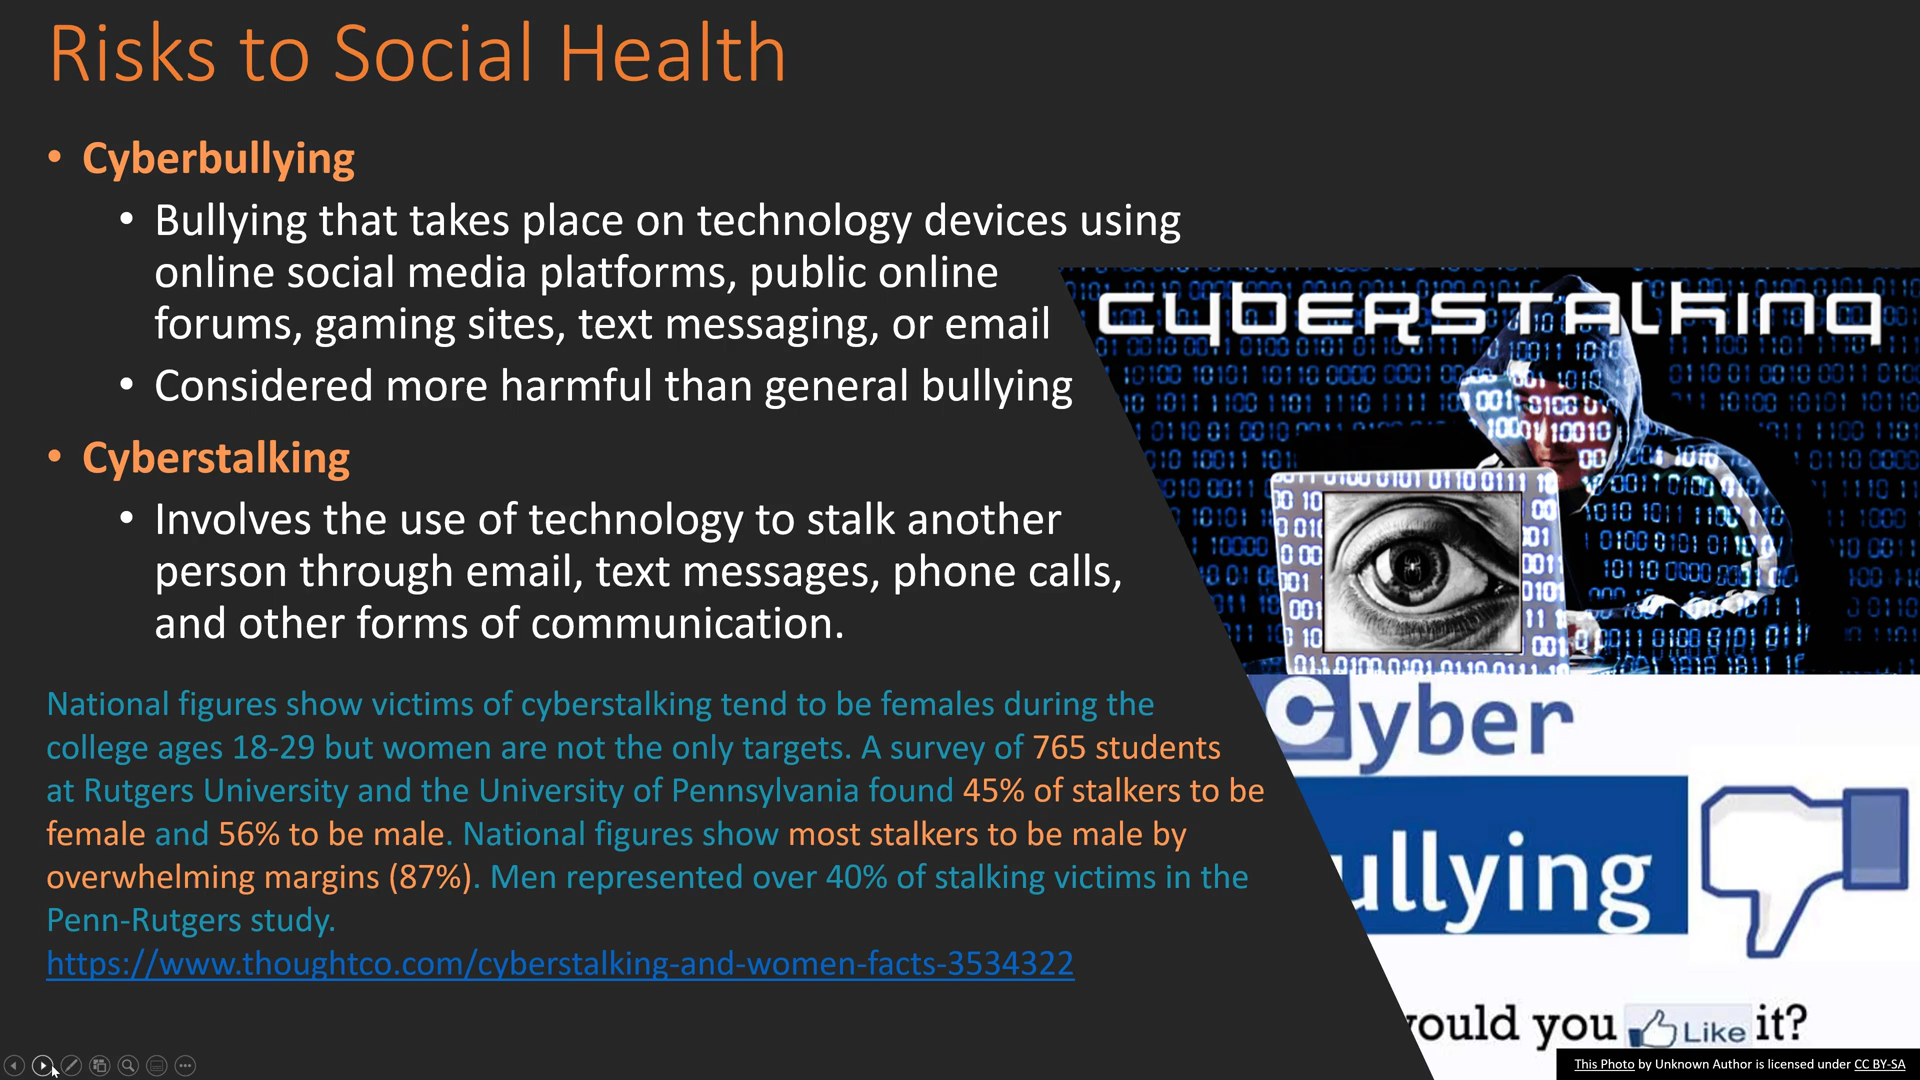 Risks to Social Health
• Cyberbullying
• Bullying that takes place on technology devices using
online social media platforms, public online
forums, gaming sites, text messaging, or email
• Considered more harmful than general bullying
• Cyberstalking
• Involves the use of technology to stalk another
person through email, text messages, phone calls,
and other forms of communication.
National figures show victims of cyberstalking tend to be females during the
college ages 18-29 but women are not the only targets. A survey of 765 students
at Rutgers University and the University of Pennsylvania found 45% of stalkers to be
female and 56% to be male. National figures show most stalkers to be male by
overwhelming margins (87%). Men represented over 40% of stalking victims in the
Penn-Rutgers study.
https://www.thoughtco.com/cyberstalking-and-women-facts-3534322
CYBERSTALKING
Cyber
ullying
ould you Like it?
This Photo by Unknown Author is licensed under CC BY-SA